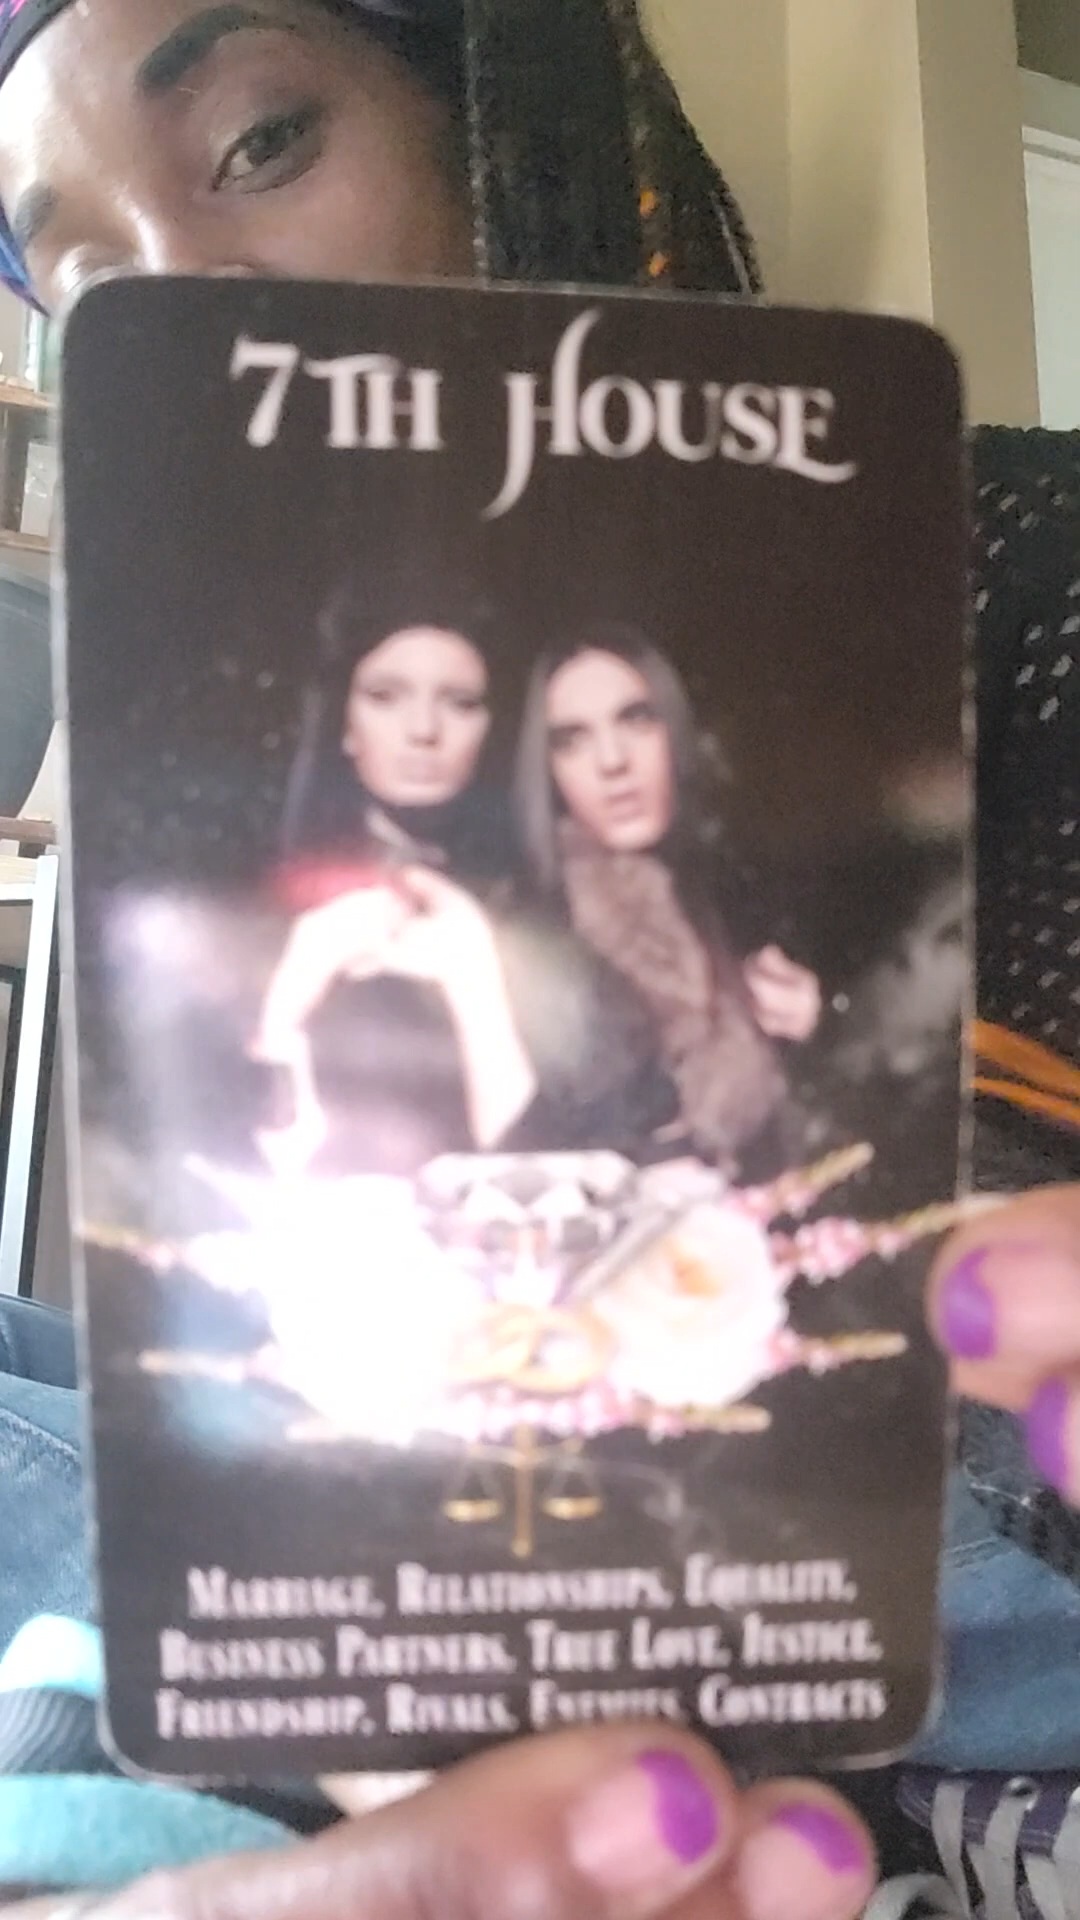 7TH HOUSE
MARRIAGE, RELATIONSHIPS, EQUALITY,
BUSINESS PARTNERS, TRUE LOVE, JUSTICE,
FRIENDSHIP, RIVALS, ENEMIES, CONTRACTS